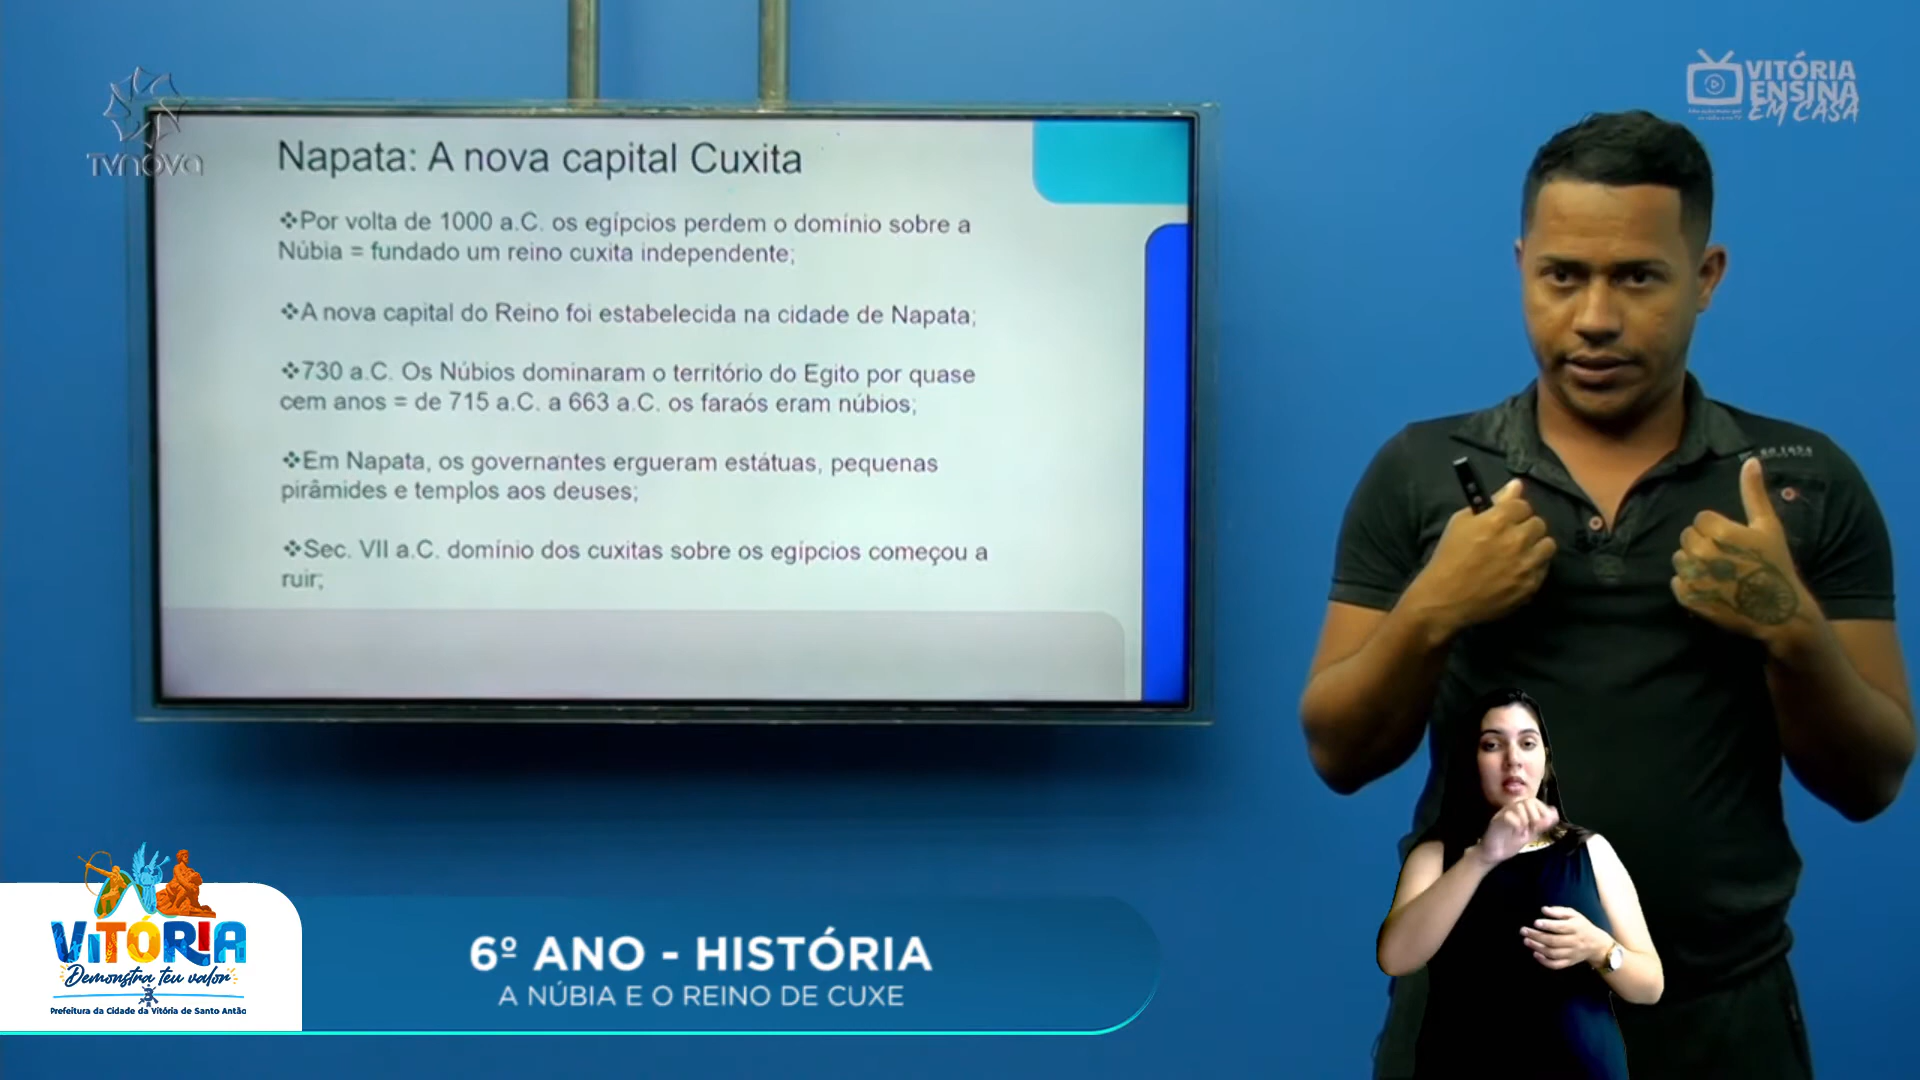 TVNOVA
VITÓRIA
ENSINA
EM CASA
Napata: A nova capital Cuxita
❖Por volta de 1000 a.C. os egípcios perdem o domínio sobre a
Núbia = fundado um reino cuxita independente;
❖A nova capital do Reino foi estabelecida na cidade de Napata;
❖730 a.C. Os Núbios dominaram o território do Egito por quase
cem anos = de 715 a.C. a 663 a.C. os faraós eram núbios;
❖Em Napata, os governantes ergueram estátuas, pequenas
pirâmides e templos aos deuses;
❖Sec. VII a.C. domínio dos cuxitas sobre os egípcios começou a
ruir;
VITÓRIA
Demonstra teu valor
Prefeitura da Cidade da Vitória de Santo Antão
6º ANO - HISTÓRIA
A NÚBIA E O REINO DE CUXE